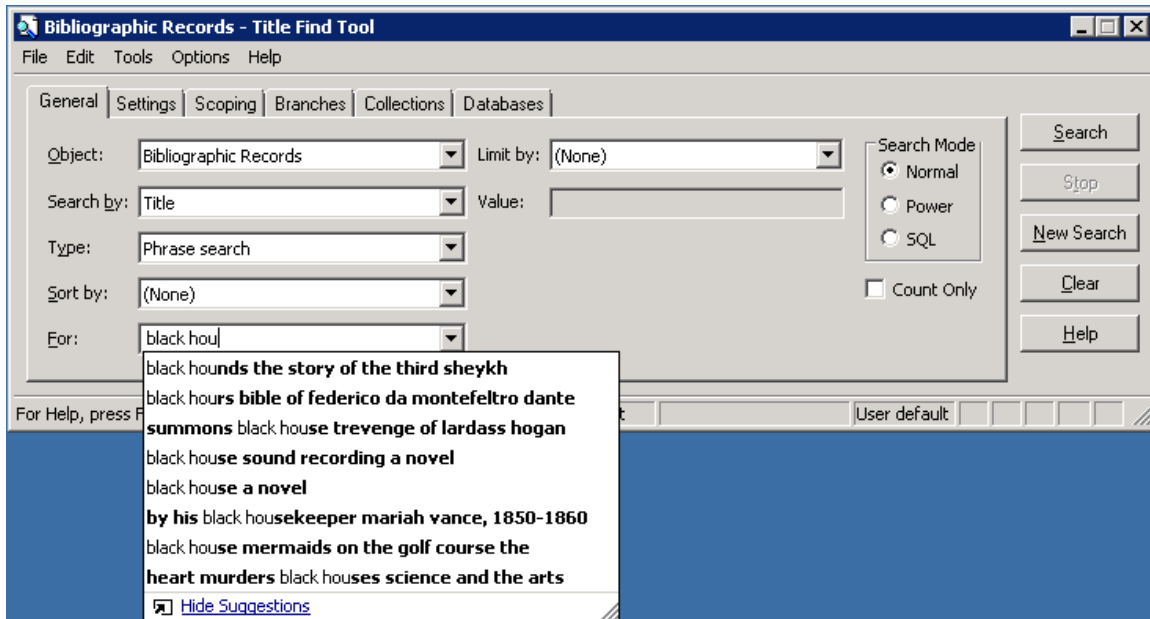 Bibliographic Records - Title Find Tool
File Edit Tools Options Help
General Settings Scoping Branches Collections Databases
Object: Bibliographic Records Limit by: (None)
Search by: Title Value:
Type: Phrase search
Sort by: (None)
For: black hou
Search Mode
Normal
Power
SQL
Count Only
Search
Stop
New Search
Clear
Help
black hounds the story of the third sheykh
black hours bible of federico da montefeltro dante
summons black house trevenge of lardass hogan
black house sound recording a novel
black house a novel
by his black housekeeper mariah vance, 1850-1860
black house mermaids on the golf course the
heart murders black houses science and the arts
Hide Suggestions
For Help, press User default